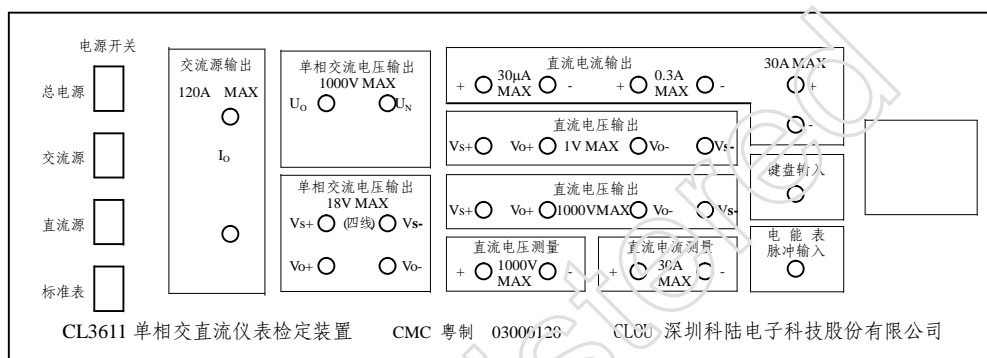 电源开关
总电源
交流源
直流源
标准表
交流源输出
120A MAX
I₀
单相交流电压输出
1000V MAX
U₀ Uɴ
单相交流电压输出
18V MAX
Vs+ (四线) Vs-
Vo+ Vo-
直流电流输出
+ 30μA MAX - + 0.3A MAX -
30A MAX
+
-
直流电压输出
Vs+ Vo+ 1V MAX Vo- Vs-
直流电压输出
Vs+ Vo+ 1000VMAX Vo- Vs-
直流电压测量
+ 1000V MAX -
直流电流测量
+ 30A MAX -
键盘输入
电 能 表
脉冲输入
CL3611 单相交直流仪表检定装置 CMC 粤制 03000120 CLOU 深圳科陆电子科技股份有限公司
stered